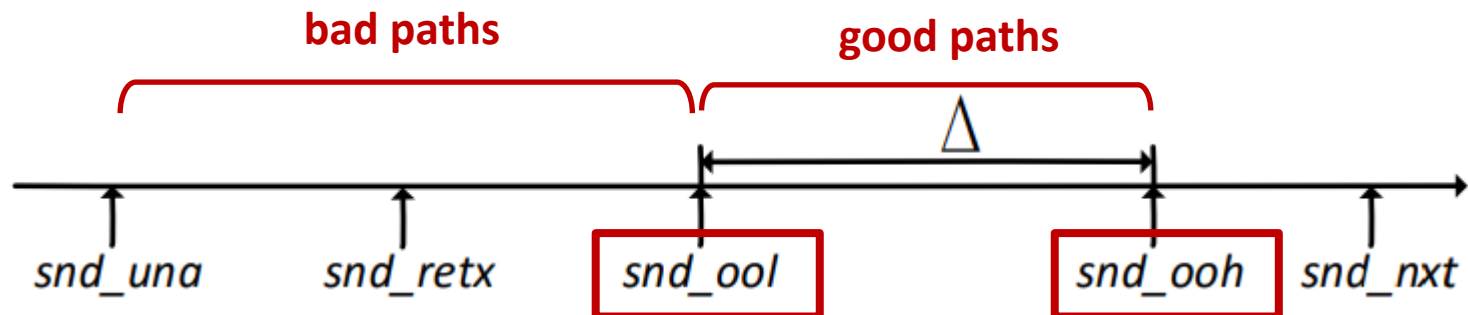 bad paths good paths
Δ
snd_una snd_retx snd_ool snd_ooh snd_nxt